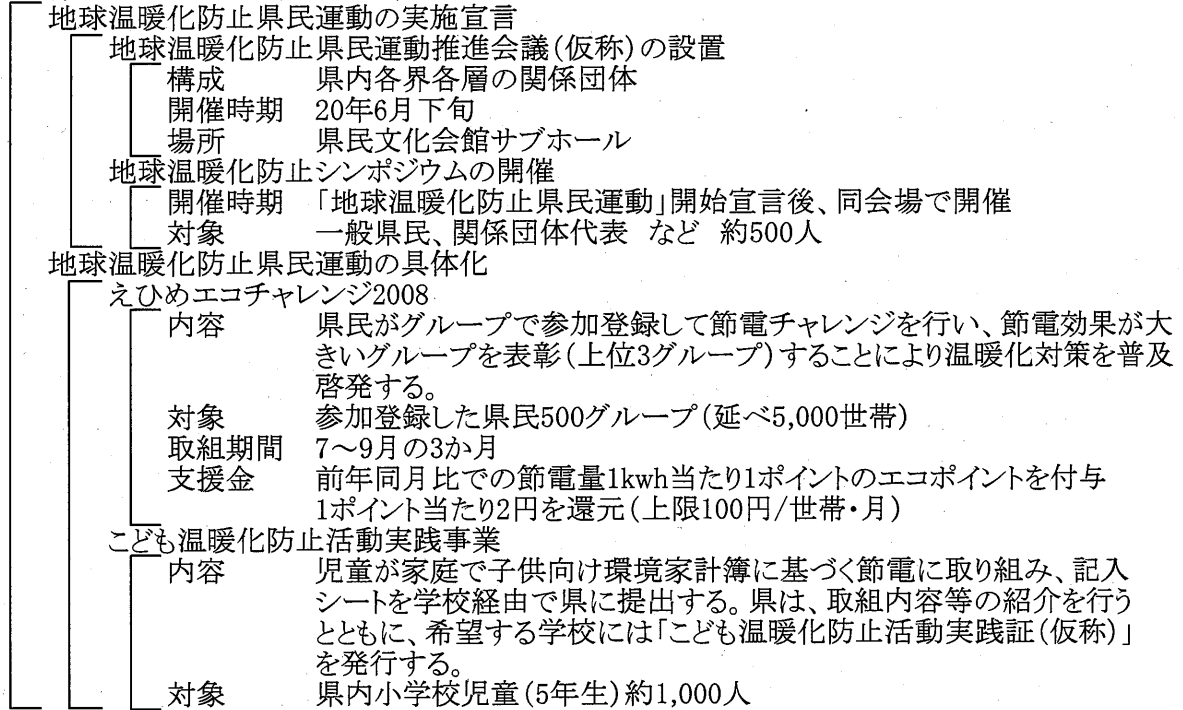 地球温暖化防止県民運動の実施宣言
地球温暖化防止県民運動推進会議(仮称)の設置
構成 県内各界各層の関係団体
開催時期 20年6月下旬
場所 県民文化会館サブホール
地球温暖化防止シンポジウムの開催
開催時期 「地球温暖化防止県民運動」開始宣言後、同会場で開催
対象 一般県民、関係団体代表 など 約500人
地球温暖化防止県民運動の具体化
えひめエコチャレンジ2008
内容 県民がグループで参加登録して節電チャレンジを行い、節電効果が大
きいグループを表彰(上位3グループ)することにより温暖化対策を普及
啓発する。
対象 参加登録した県民500グループ(延べ5,000世帯)
取組期間 7～9月の3か月
支援金 前年同月比での節電量1kwh当たり1ポイントのエコポイントを付与
1ポイント当たり2円を還元(上限100円/世帯・月)
こども温暖化防止活動実践事業
内容 児童が家庭で子供向け環境家計簿に基づく節電に取り組み、記入
シートを学校経由で県に提出する。県は、取組内容等の紹介を行う
とともに、希望する学校には「こども温暖化防止活動実践証(仮称)」
を発行する。
対象 県内小学校児童(5年生)約1,000人